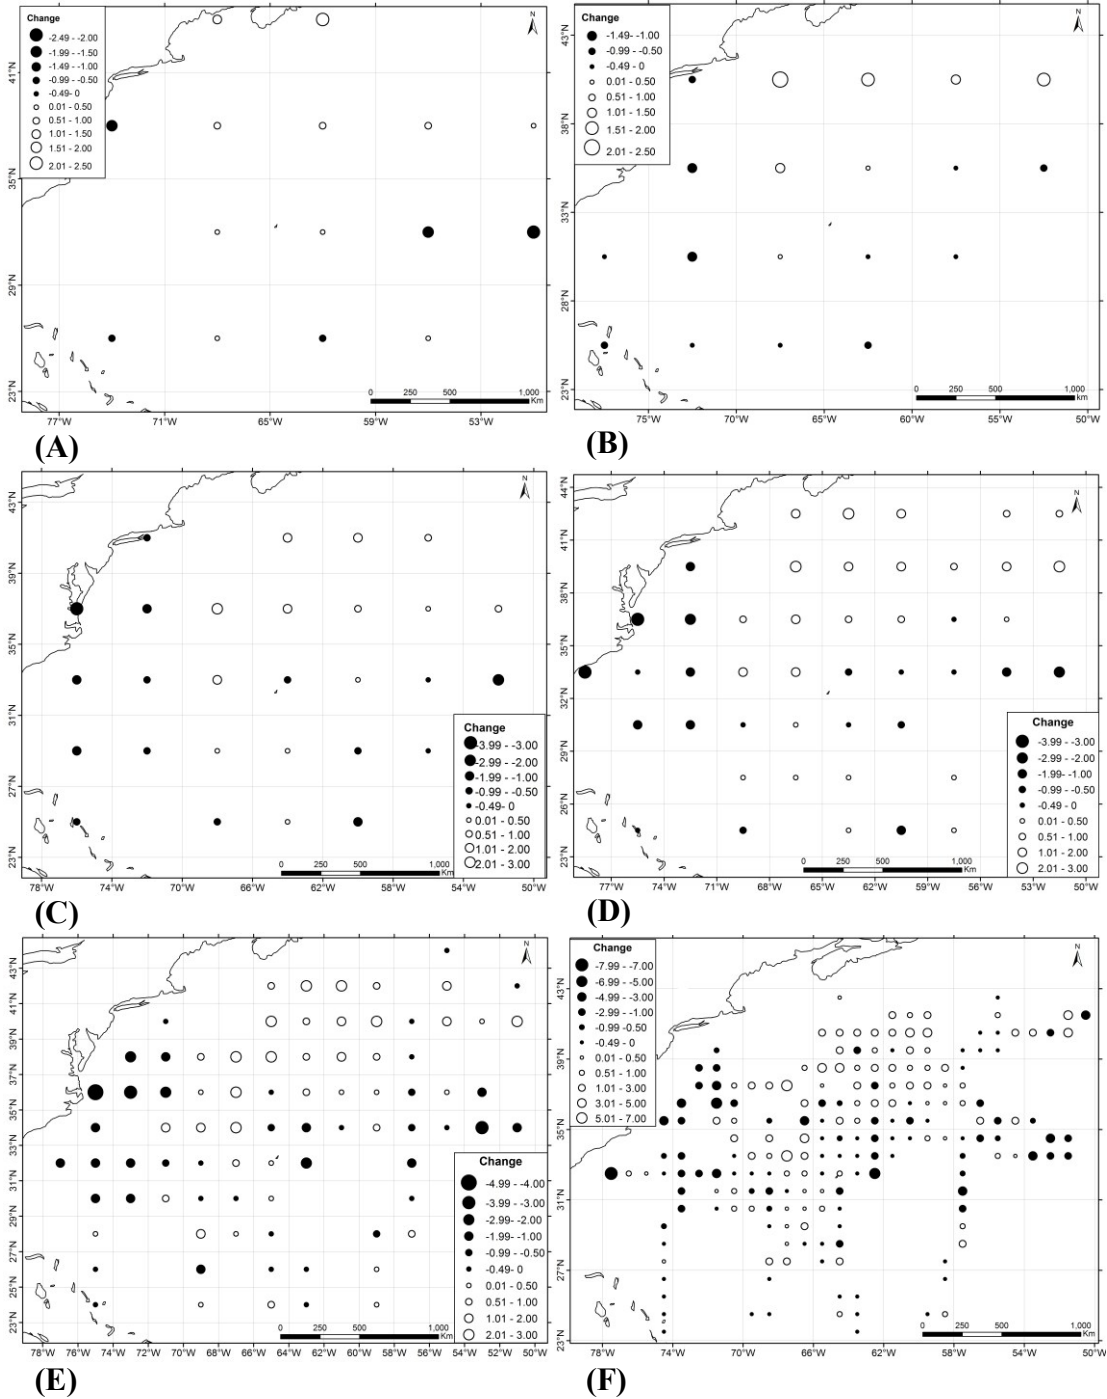 Change
-2.49 - -2.00
-1.99 - -1.50
-1.49 - -1.00
-0.99 - -0.50
-0.49- 0
0.01 - 0.50
0.51 - 1.00
1.01 - 1.50
1.51 - 2.00
2.01 - 2.50
N
41°N
35°N
29°N
23°N
0 250 500 1,000
Km
77°W 71°W 65°W 59°W 53°W
(A)
Change
-1.49- -1.00
-0.99 - -0.50
-0.49 - 0
0.01 - 0.50
0.51 - 1.00
1.01 - 1.50
1.51 - 2.00
2.01 - 2.50
N
43°N
38°N
33°N
28°N
23°N
0 250 500 1,000
km
75°W 70°W 65°W 60°W 55°W 50°W
(B)
N
43°N
39°N
35°N
31°N
27°N
23°N
Change
-3.99 - -3.00
-2.99 - -2.00
-1.99 - -1.00
-0.99 - -0.50
-0.49- 0
0.01 - 0.50
0.51 - 1.00
1.01 - 2.00
2.01 - 3.00
0 250 500 1,000
Km
78°W 74°W 70°W 66°W 62°W 58°W 54°W 50°W
(C)
N
44°N
41°N
38°N
35°N
32°N
29°N
26°N
23°N
Change
-3.99 - -3.00
-2.99 - -2.00
-1.99 - -1.00
-0.99 - -0.50
-0.49- 0
0.01 - 0.50
0.51 - 1.00
1.01 - 2.00
2.01 - 3.00
0 250 500 1,000
Km
77°W 74°W 71°W 68°W 65°W 62°W 59°W 56°W 53°W 50°W
(D)
N
43°N
41°N
39°N
37°N
35°N
33°N
31°N
29°N
27°N
25°N
23°N
Change
-4.99 - -4.00
-3.99 - -3.00
-2.99- -2.00
-1.99 - -1.00
-0.99 - -0.50
-0.49- 0
0.01 - 0.50
0.51 - 1.00
1.01 - 2.00
2.01 - 3.00
0 250 500 1,000
Km
78°W 76°W 74°W 72°W 70°W 68°W 66°W 64°W 62°W 60°W 58°W 56°W 54°W 52°W 50°W
(E)
Change
-7.99 - -7.00
-6.99 - -5.00
-4.99 - -3.00
-2.99 - -1.00
-0.99 - -0.50
0.01 - 0.50
0.51 - 1.00
1.01 - 3.00
3.01 - 5.00
5.01 - 7.00
N
43°N
39°N
35°N
31°N
27°N
23°N
0 250 500 1,000
Km
78°W 74°W 70°W 66°W 62°W 58°W 54°W 50°W
(F)